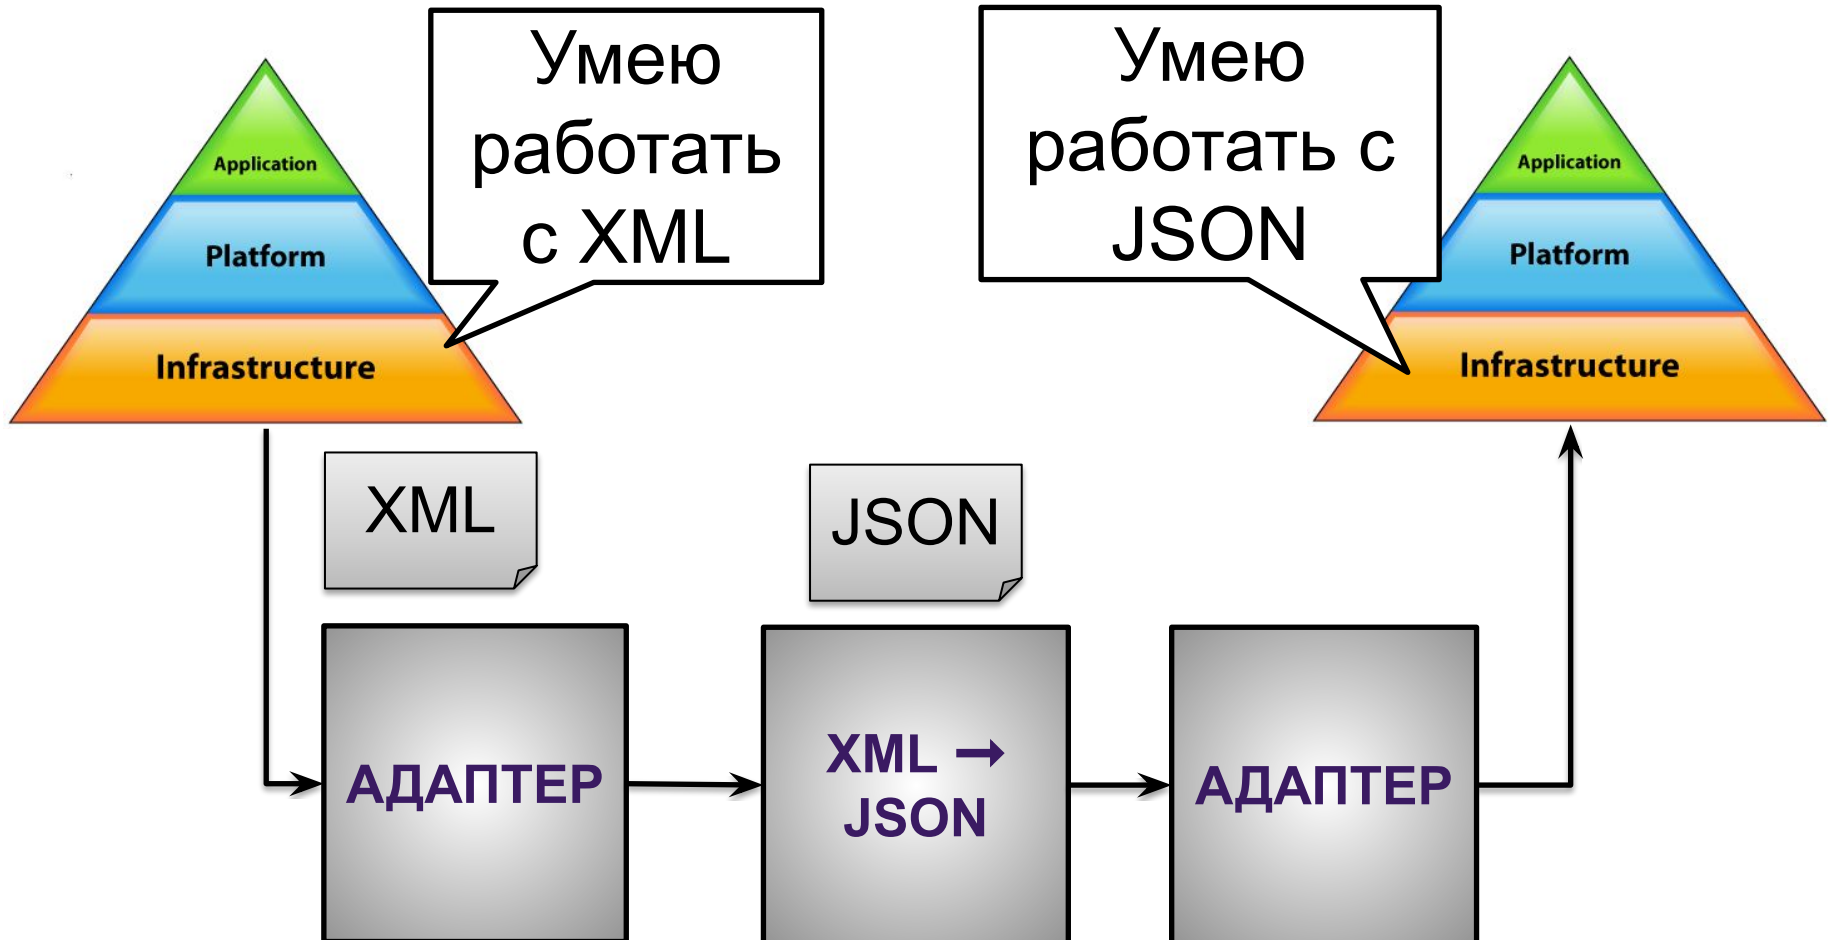 Умею
работать
с XML
Умею
работать с
JSON
Application
Platform
Infrastructure
Application
Platform
Infrastructure
XML
JSON
АДАПТЕР
XML →
JSON
АДАПТЕР